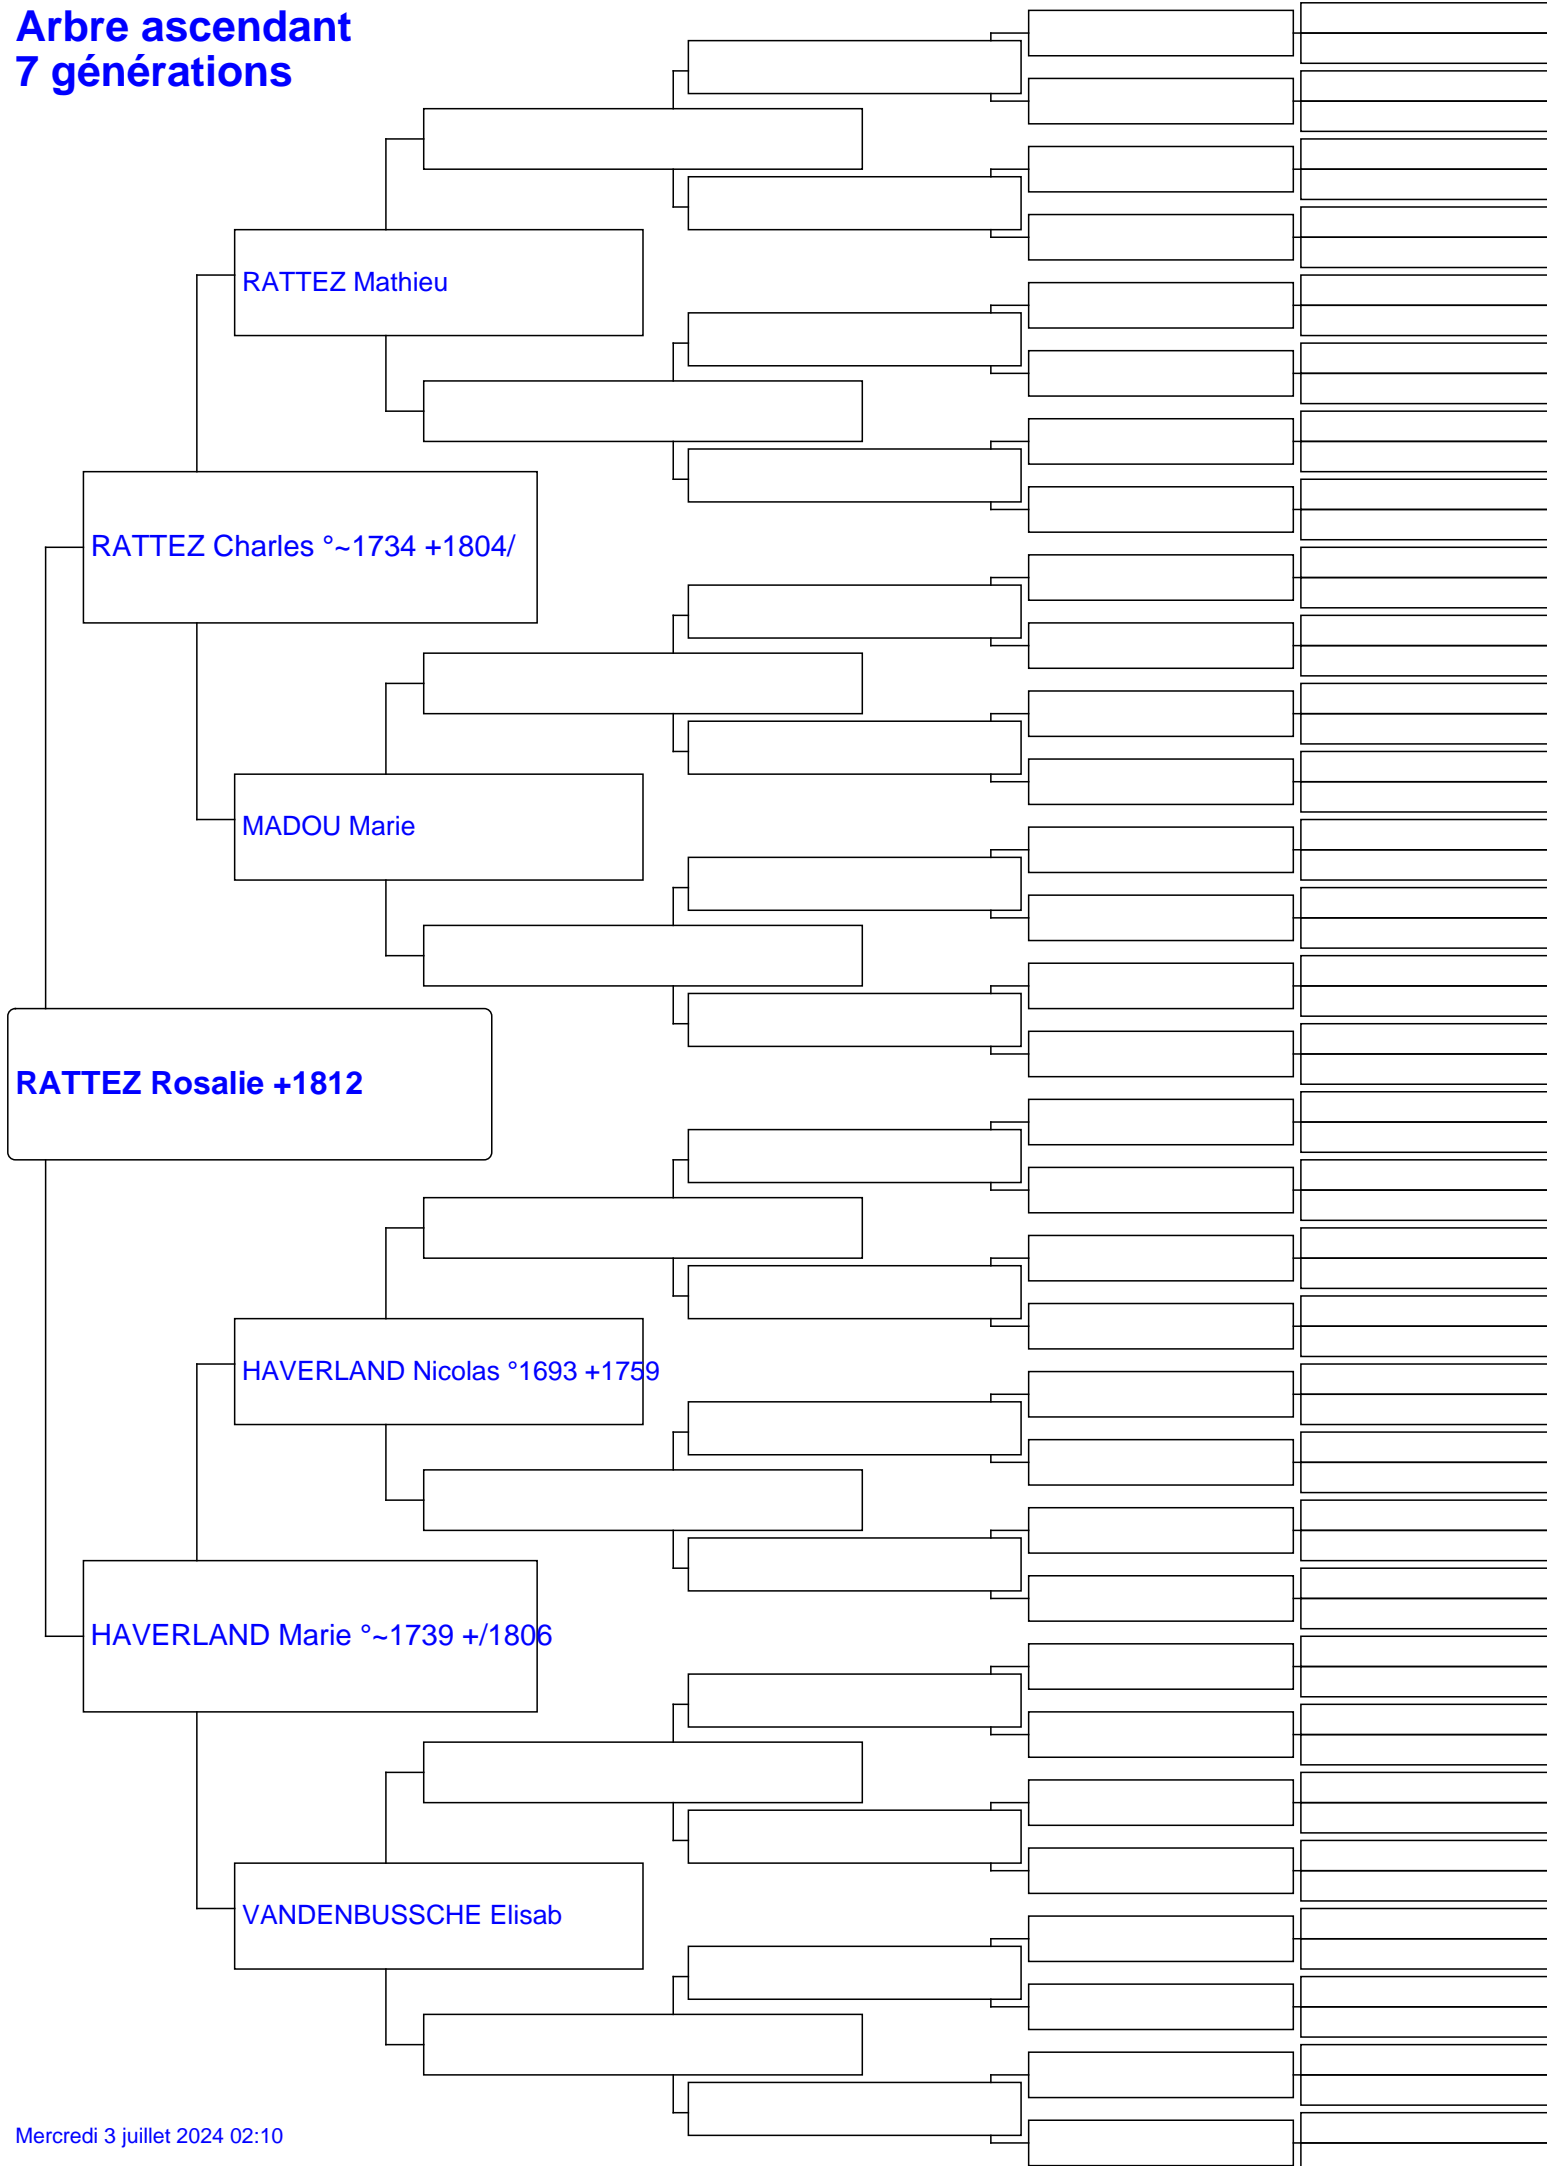 Arbre ascendant
7 générations
RATTEZ Mathieu
RATTEZ Charles °~1734 +1804/
MADOU Marie
RATTEZ Rosalie +1812
HAVERLAND Nicolas °1693 +1759
HAVERLAND Marie °~1739 +/1806
VANDENBUSSCHE Elisab
Mercredi 3 juillet 2024 02:10